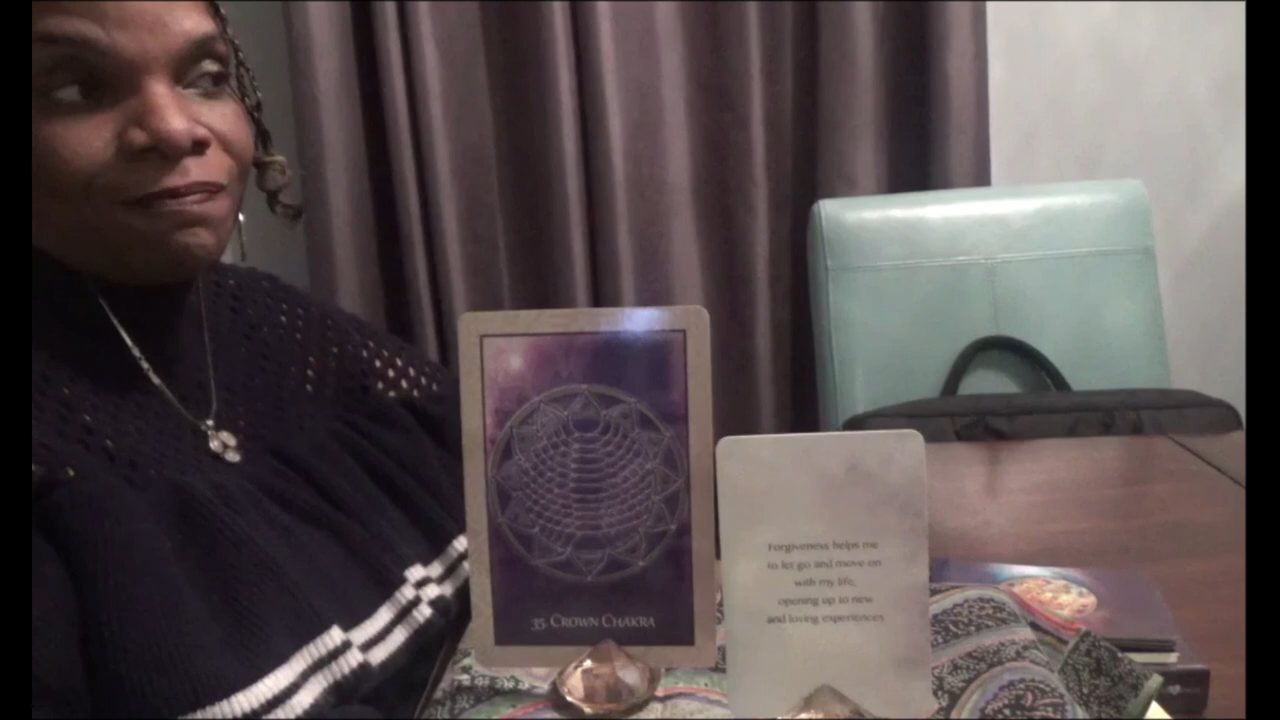 35 CROWN CHAKRA
Forgiveness helps me
to let go and move on
with my life,
opening up to new
and loving experiences